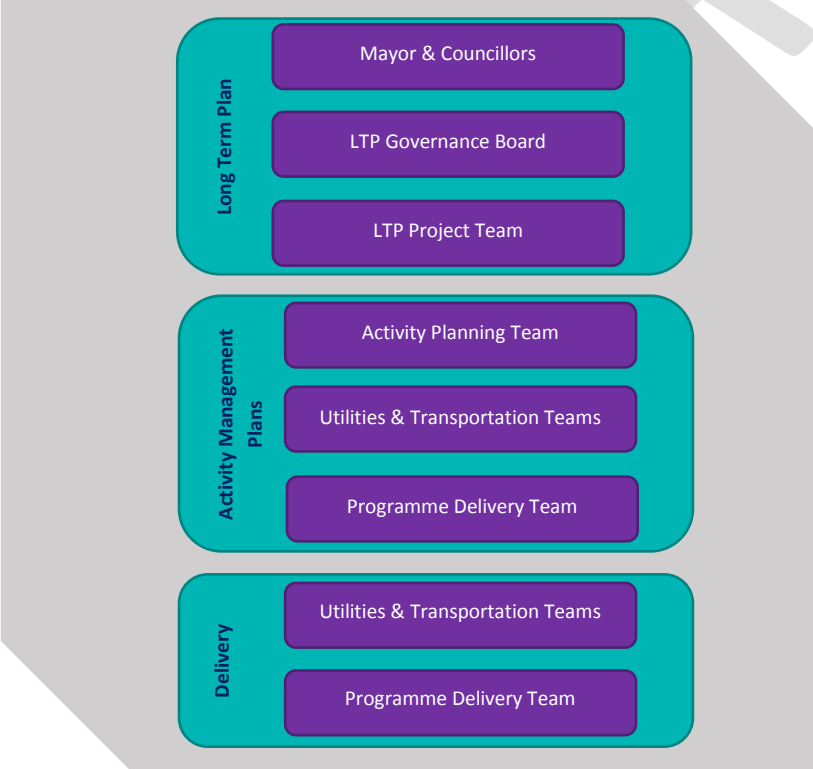 Long Term Plan
Mayor & Councillors
LTP Governance Board
LTP Project Team
Activity Management
Plans
Activity Planning Team
Utilities & Transportation Teams
Programme Delivery Team
Delivery
Utilities & Transportation Teams
Programme Delivery Team